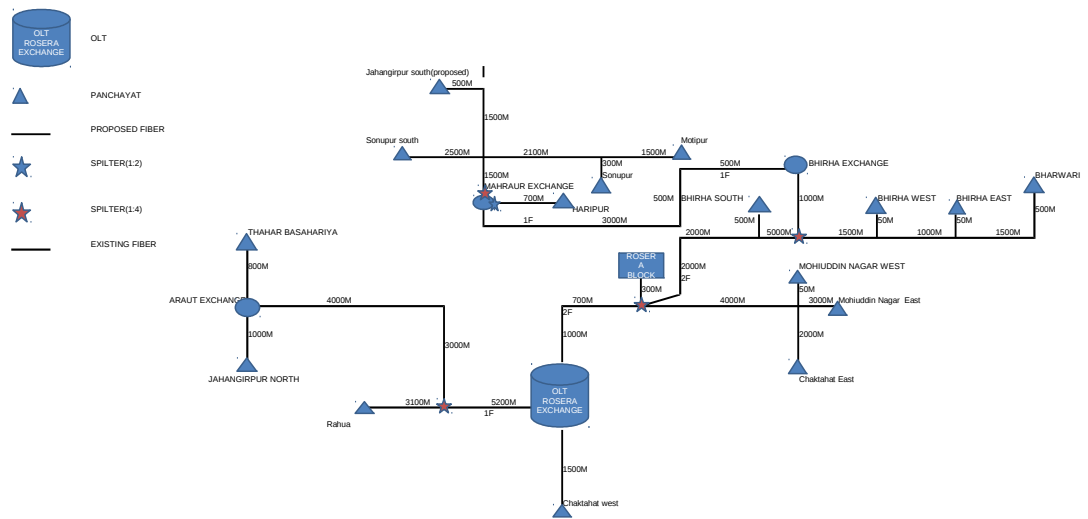 OLT
ROSERA
EXCHANGE
OLT
PANCHAYAT
PROPOSED FIBER
SPILTER(1:2)
SPILTER(1:4)
EXISTING FIBER
Jahangirpur south(proposed)
500M
1500M
Sonupur south
2500M
2100M
1500M
Motipur
300M
Sonupur
1500M
MAHRAUR EXCHANGE
700M
HARIPUR
1F
3000M
500M
500M
1F
BHIRHA EXCHANGE
1000M
BHIRHA SOUTH
500M
2000M
5000M
BHIRHA WEST
50M
1500M
BHIRHA EAST
50M
1000M
1500M
BHARWARI
500M
THAHAR BASAHARIYA
800M
ARAUT EXCHANGE
4000M
1000M
JAHANGIRPUR NORTH
3000M
ROSER
A
BLOCK
300M
2000M
2F
700M
2F
1000M
4000M
MOHIUDDIN NAGAR WEST
50M
3000M
Mohiuddin Nagar East
2000M
Chaktahat East
3100M
Rahua
5200M
1F
OLT
ROSERA
EXCHANGE
1500M
Chaktahat west